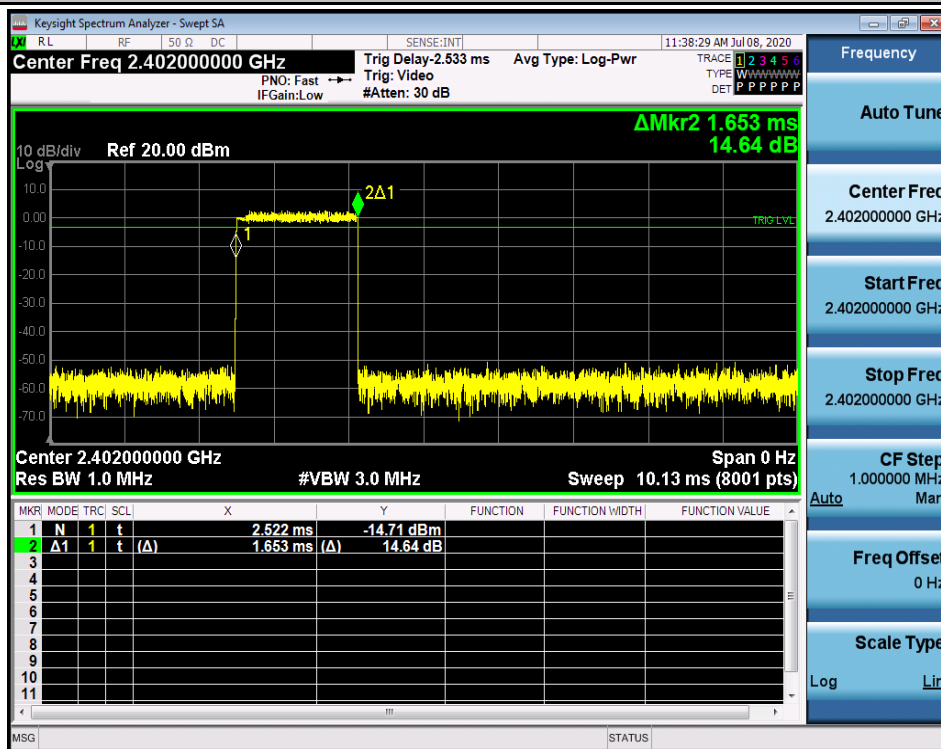 Keysight Spectrum Analyzer - Swept SA
LXI RL RF 50 Ω DC SENSE:INT 11:38:29 AM Jul 08, 2020
Center Freq 2.402000000 GHz
PNO: Fast
IFGain:Low
Trig Delay-2.533 ms
Trig: Video
#Atten: 30 dB
Avg Type: Log-Pwr
TRACE 1 2 3 4 5 6
TYPE WWWWWW
DET P P P P P P
ΔMkr2 1.653 ms
14.64 dB
10 dB/div Ref 20.00 dBm
Log
10.0
0.00
-10.0
-20.0
-30.0
-40.0
-50.0
-60.0
-70.0
1
2Δ1
TRIG LVL
Center 2.402000000 GHz Span 0 Hz
Res BW 1.0 MHz #VBW 3.0 MHz Sweep 10.13 ms (8001 pts)
MKR MODE TRC SCL X Y FUNCTION FUNCTION WIDTH FUNCTION VALUE
1 N 1 t 2.522 ms -14.71 dBm
2 Δ1 1 t (Δ) 1.653 ms (Δ) 14.64 dB
3
4
5
6
7
8
9
10
11
MSG STATUS
Frequency
Auto Tune
Center Freq
2.402000000 GHz
Start Freq
2.402000000 GHz
Stop Freq
2.402000000 GHz
CF Step
1.000000 MHz
Auto Man
Freq Offset
0 Hz
Scale Type
Log Lin